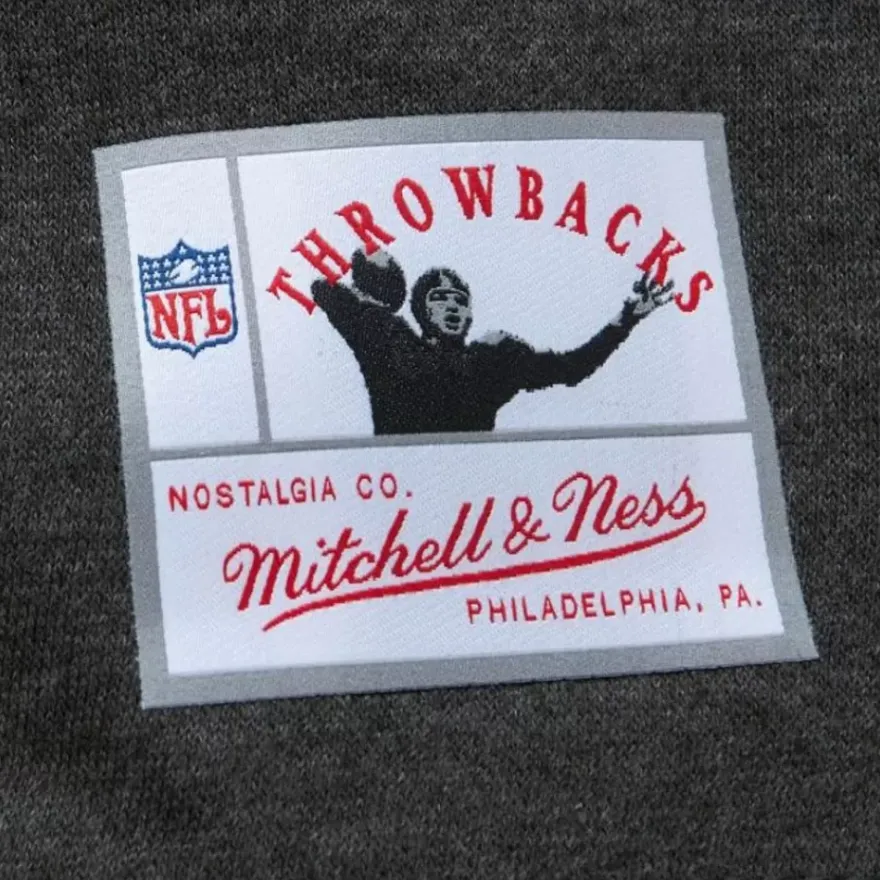 THROWBACKS
NFL
NOSTALGIA CO.
Mitchell & Ness
PHILADELPHIA, PA.